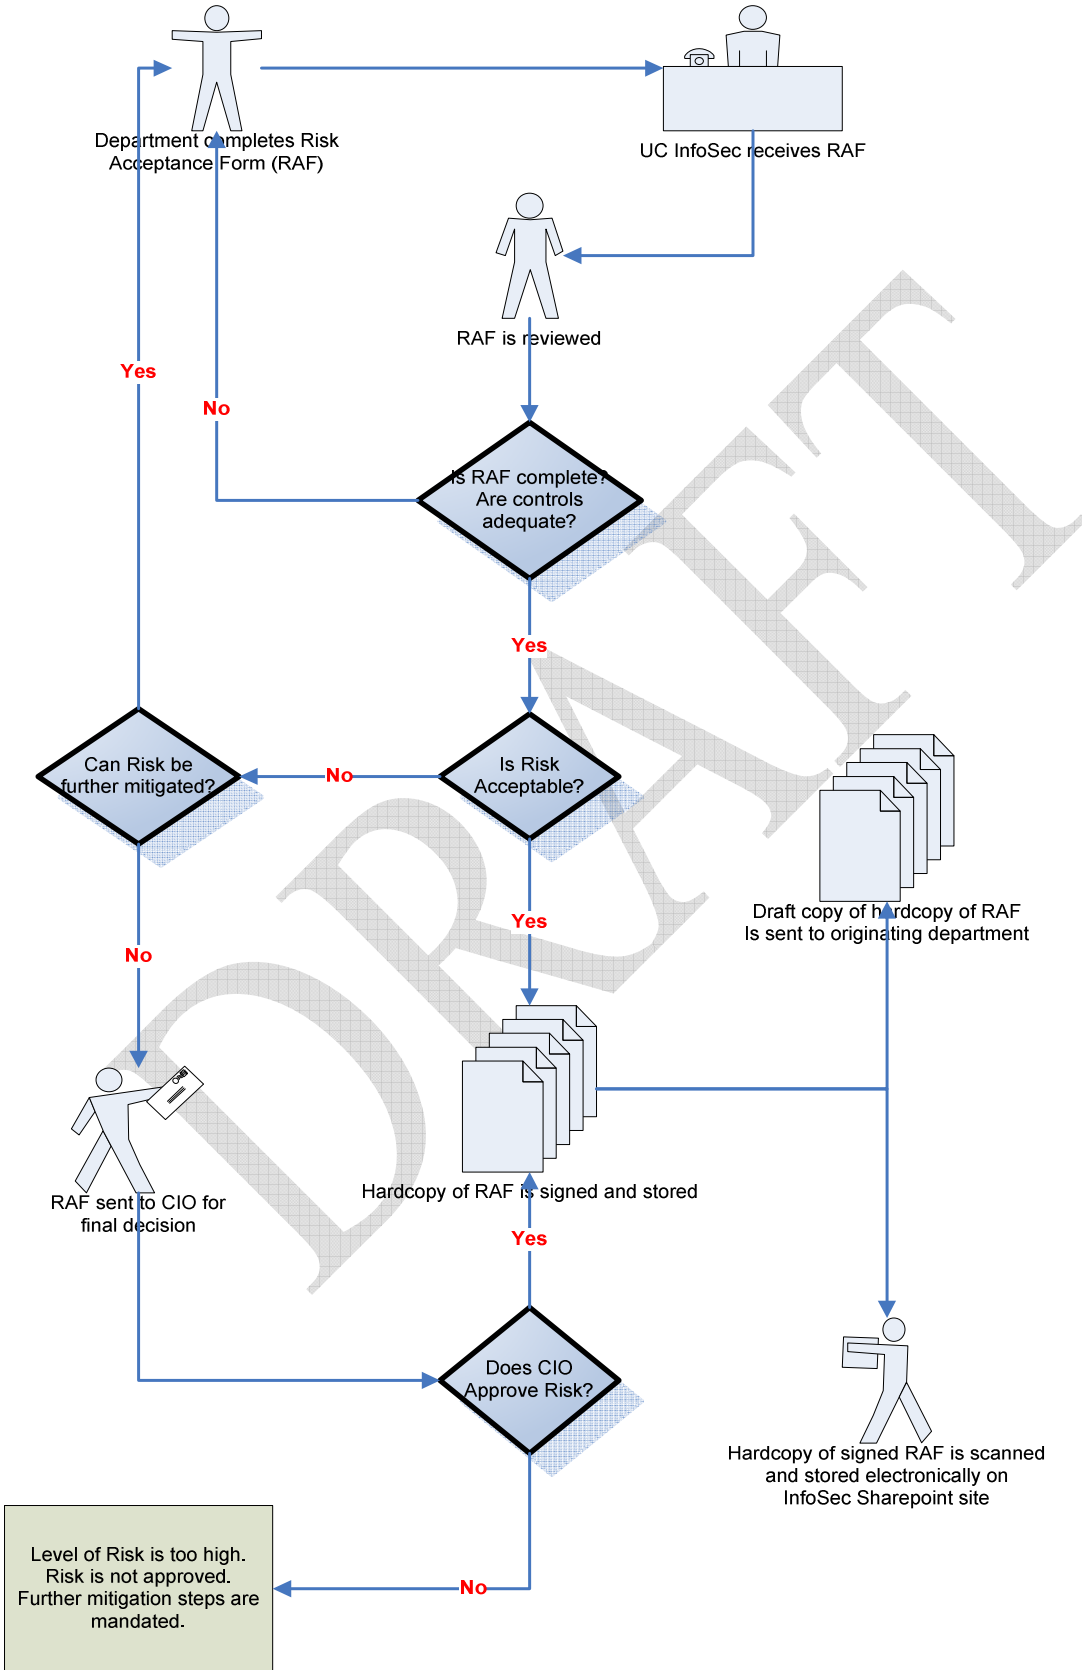 Department completes Risk
Acceptance Form (RAF)
UC InfoSec receives RAF
RAF is reviewed
Yes
No
Is RAF complete?
Are controls
adequate?
Yes
Can Risk be
further mitigated?
No
Is Risk
Acceptable?
Yes
No
Draft copy of hardcopy of RAF
Is sent to originating department
RAF sent to CIO for
final decision
Hardcopy of RAF is signed and stored
Yes
Does CIO
Approve Risk?
Hardcopy of signed RAF is scanned
and stored electronically on
InfoSec Sharepoint site
Level of Risk is too high.
Risk is not approved.
Further mitigation steps are
mandated.
No
DRAFT